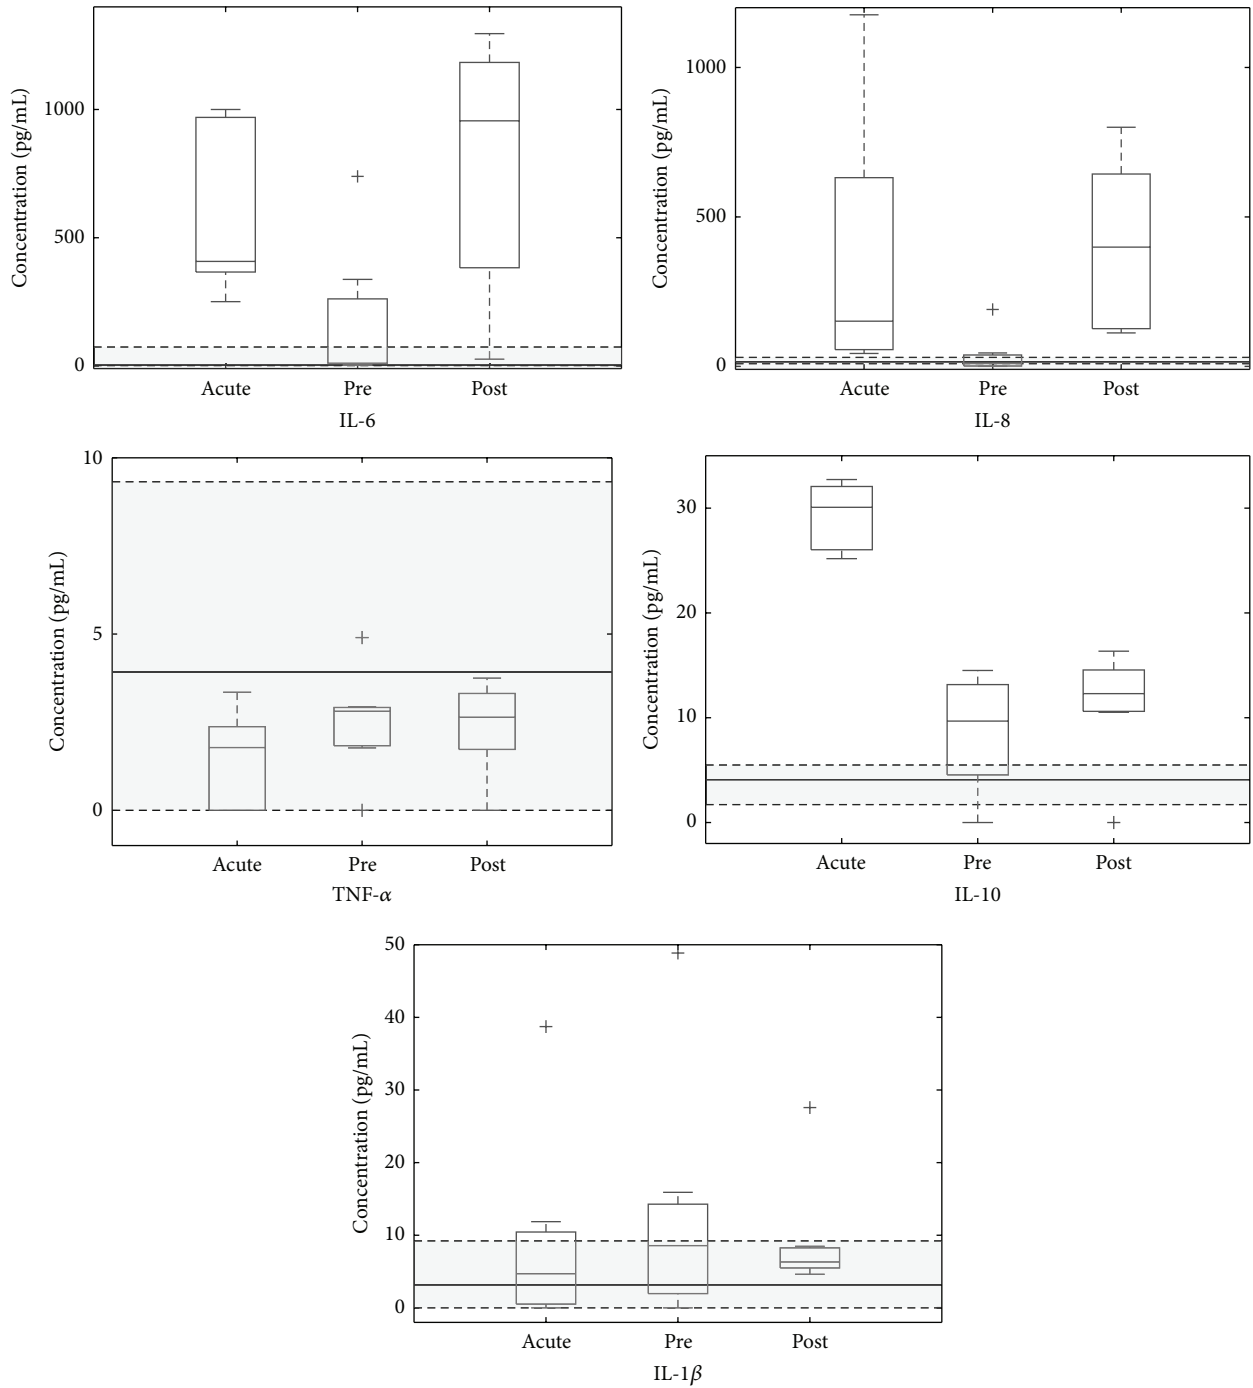 Concentration (pg/mL)
1000
500
0
Acute Pre Post
IL-6
Concentration (pg/mL)
1000
500
0
Acute Pre Post
IL-8
Concentration (pg/mL)
10
5
0
Acute Pre Post
TNF-α
Concentration (pg/mL)
30
20
10
0
Acute Pre Post
IL-10
Concentration (pg/mL)
50
40
30
20
10
0
Acute Pre Post
IL-1β